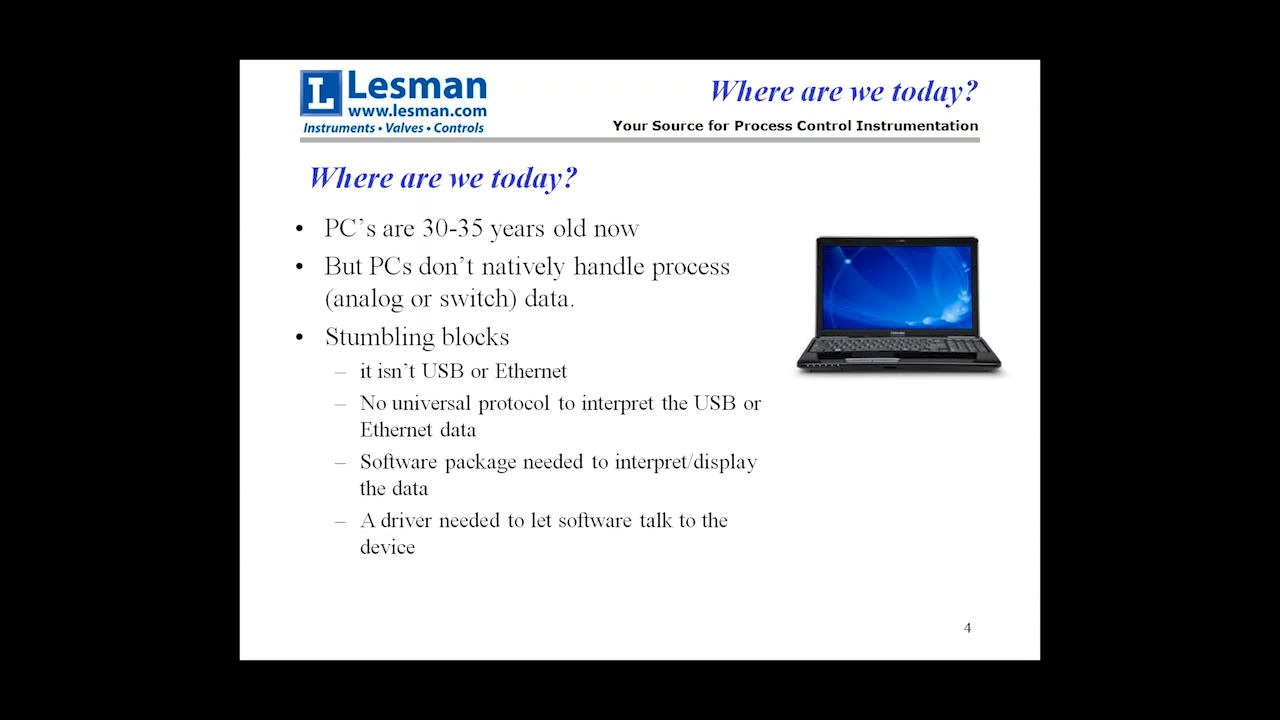 L Lesman
www.lesman.com
Instruments • Valves • Controls
Where are we today?
Your Source for Process Control Instrumentation
Where are we today?
• PC’s are 30-35 years old now
• But PCs don’t natively handle process
(analog or switch) data.
• Stumbling blocks
– it isn’t USB or Ethernet
– No universal protocol to interpret the USB or
Ethernet data
– Software package needed to interpret/display
the data
– A driver needed to let software talk to the
device
TOSHIBA
4